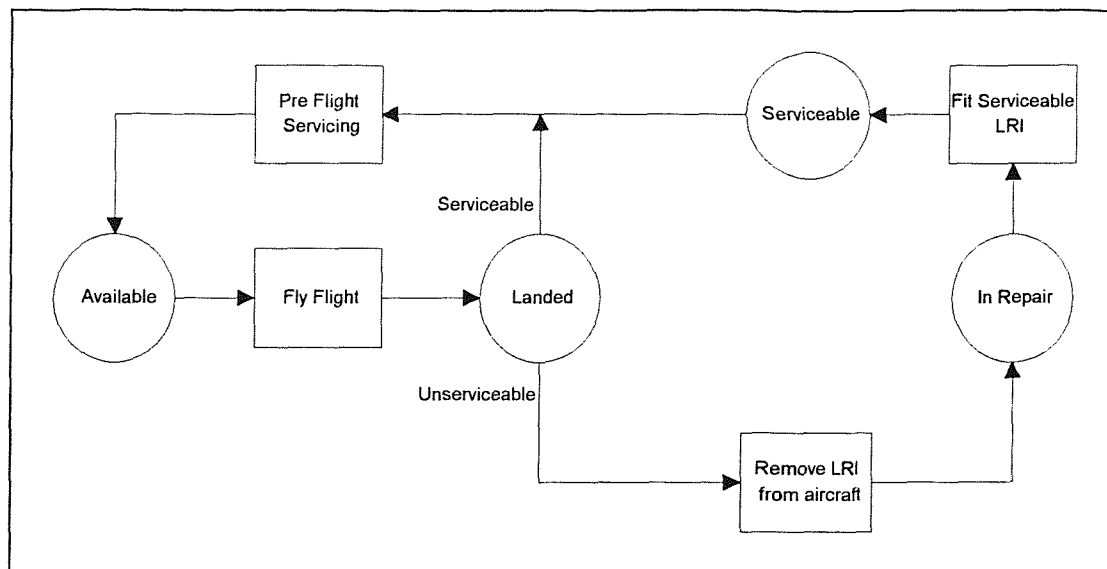 Pre Flight
Servicing
Serviceable
Fit Serviceable
LRI
Serviceable
Available
Fly Flight
Landed
In Repair
Unserviceable
Remove LRI
from aircraft